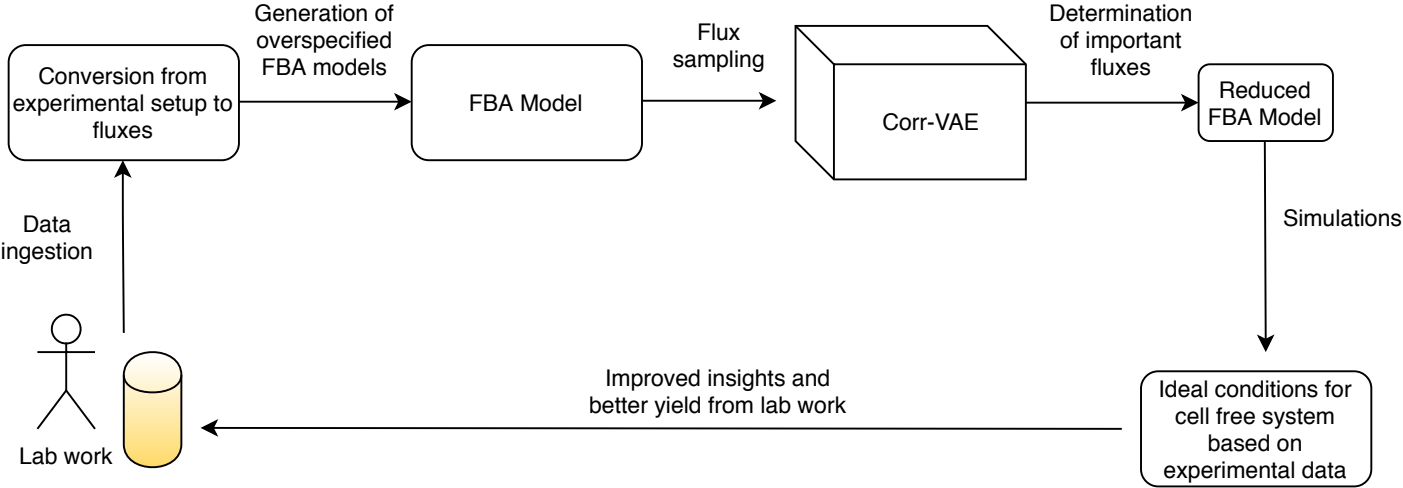 Generation of
overspecified
FBA models
Conversion from
experimental setup to
fluxes
FBA Model
Flux
sampling
Corr-VAE
Determination
of important
fluxes
Reduced
FBA Model
Data
ingestion
Simulations
Lab work
Improved insights and
better yield from lab work
Ideal conditions for
cell free system
based on
experimental data